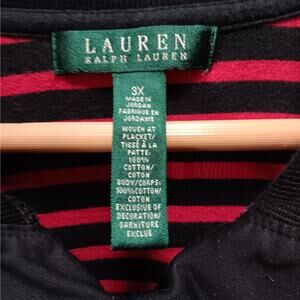 LAUREN
RALPH LAUREN
3X
MADE IN
JORDAN
FABRIQUE EN
JORDANIE
WOVEN AT
PLACKET/
TISSÉ À LA
PATTE:
100%
COTTON/
COTON
BODY/CORPS:
100%COTTON/
COTON
EXCLUSIVE OF
DECORATION/
GARNITURE
EXCLUE